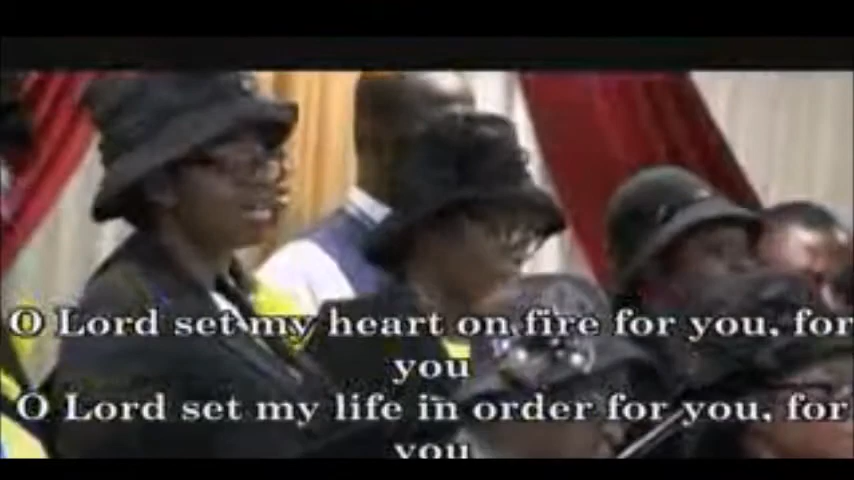 O Lord set my heart on fire for you, for
you
O Lord set my life in order for you, for
you